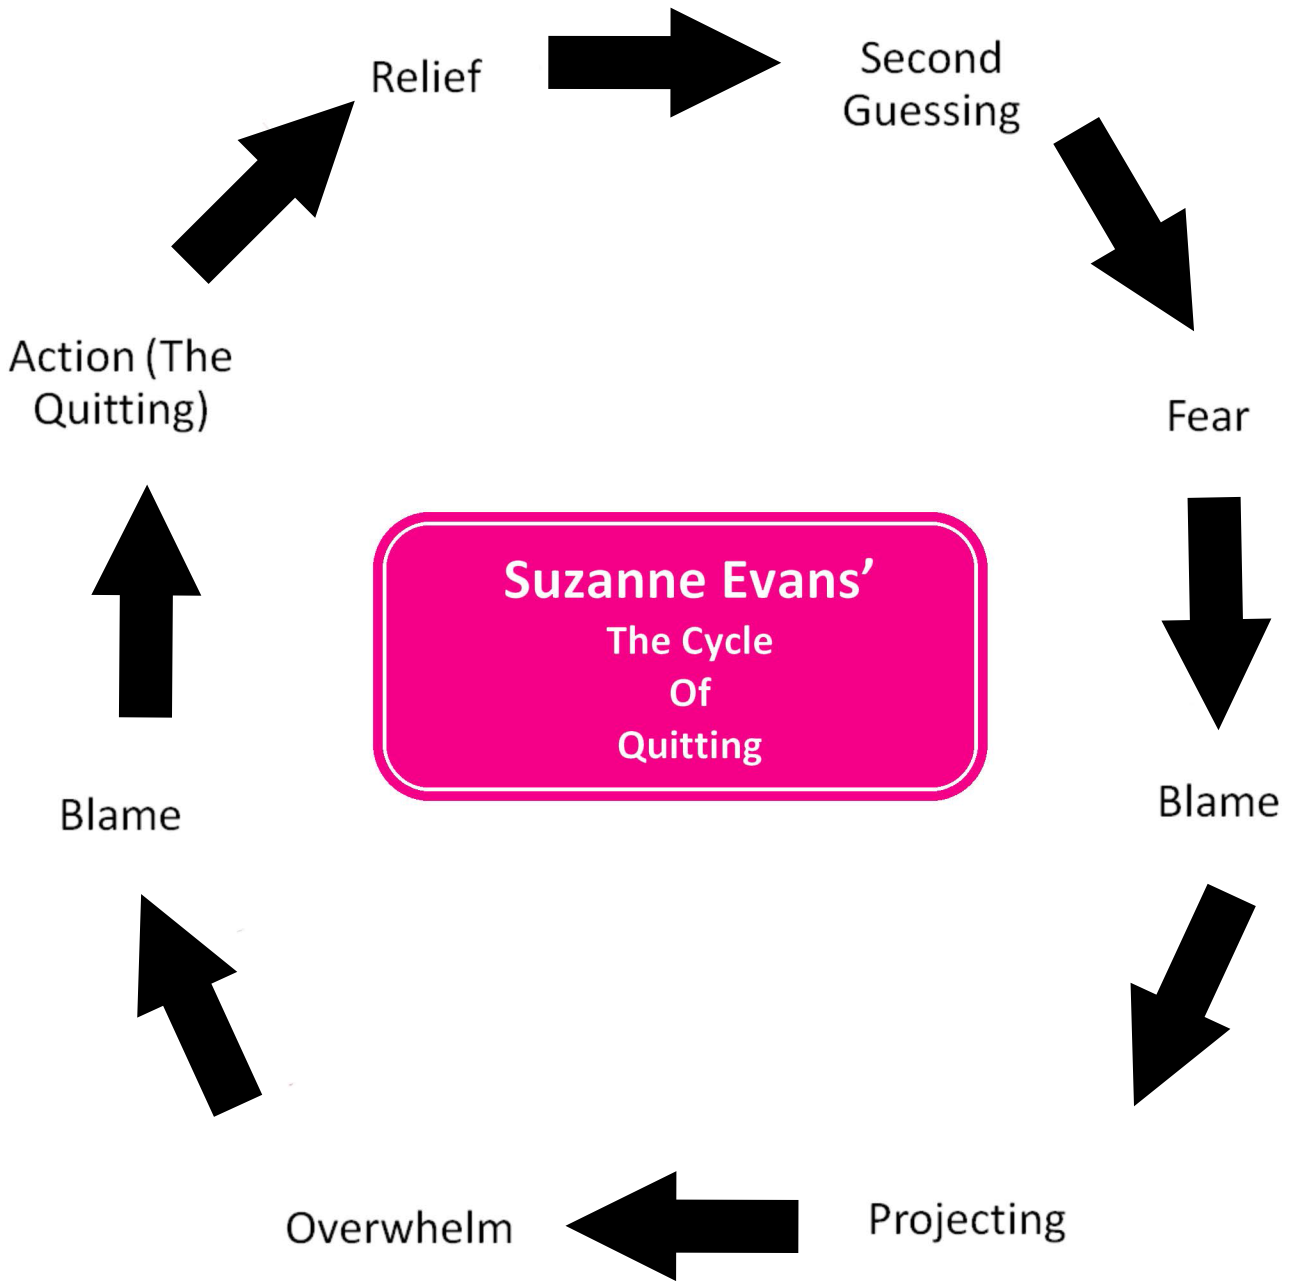 Relief
Second
Guessing
Fear
Blame
Projecting
Overwhelm
Blame
Action (The
Quitting)
Suzanne Evans’
The Cycle
Of
Quitting